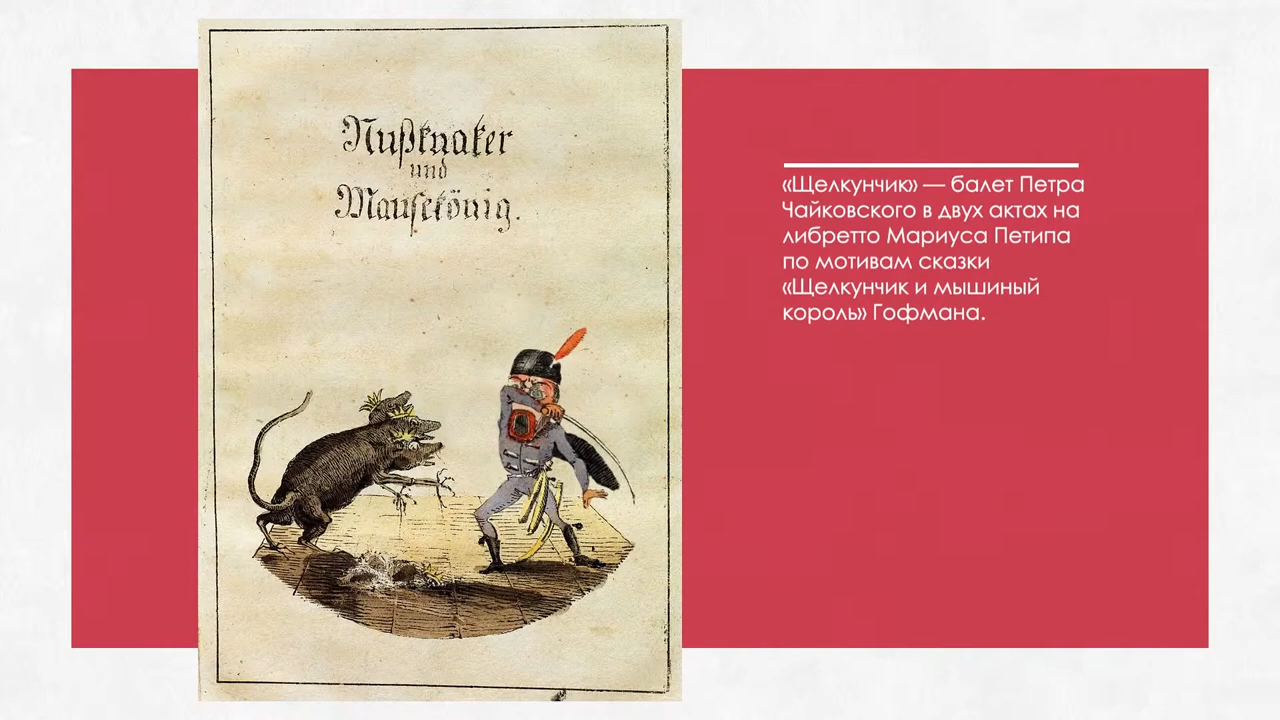 Nußknaker
und
Mausekönig.
«Щелкунчик» — балет Петра
Чайковского в двух актах на
либретто Мариуса Петипа
по мотивам сказки
«Щелкунчик и мышиный
король» Гофмана.